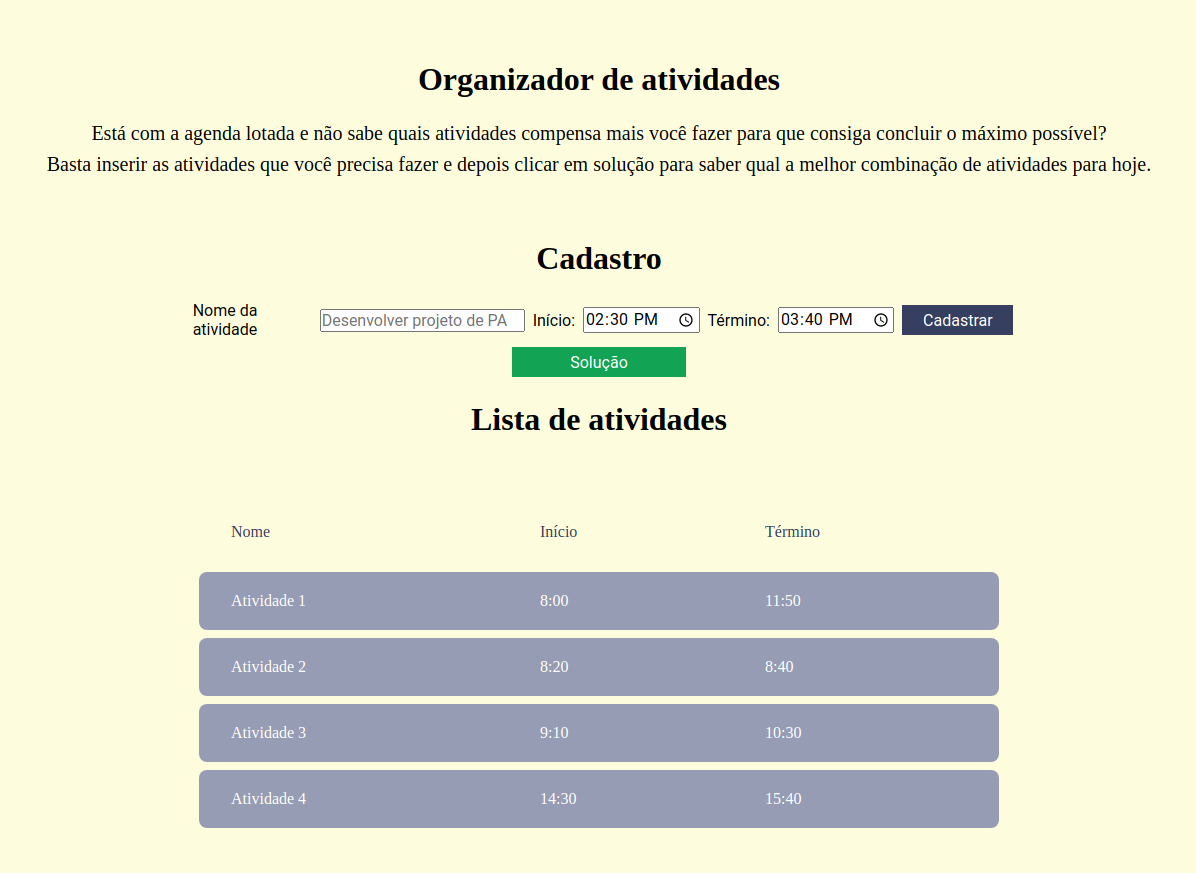 Organizador de atividades
Está com a agenda lotada e não sabe quais atividades compensa mais você fazer para que consiga concluir o máximo possível?
Basta inserir as atividades que você precisa fazer e depois clicar em solução para saber qual a melhor combinação de atividades para hoje.
Cadastro
Nome da
atividade
Desenvolver projeto de PA Início: 02:30 PM Término: 03:40 PM Cadastrar
Solução
Lista de atividades
Nome Início Término
Atividade 1 8:00 11:50
Atividade 2 8:20 8:40
Atividade 3 9:10 10:30
Atividade 4 14:30 15:40